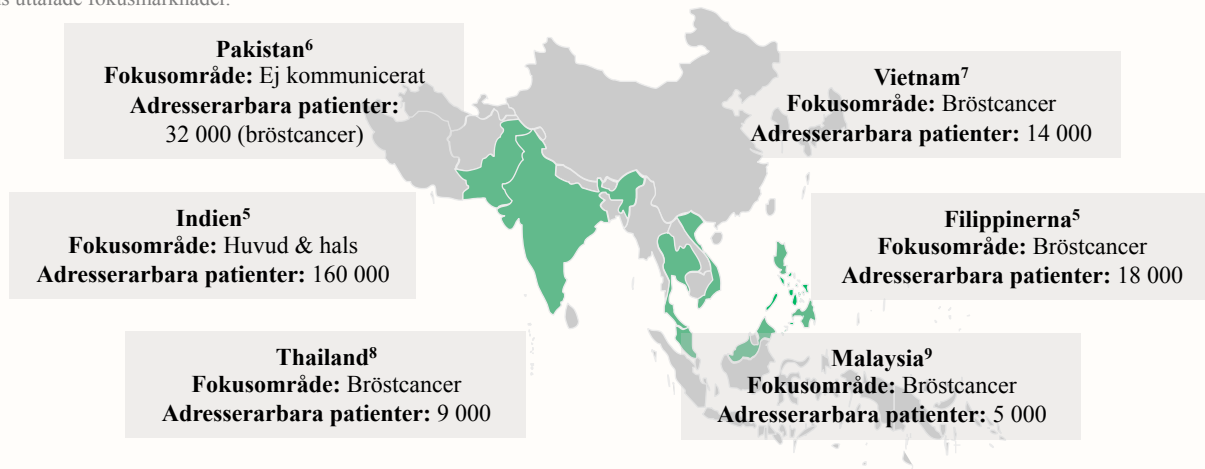 uttalade fokusmarknader.
Pakistan⁶
Fokusområde: Ej kommunicerat
Adresserarbara patienter:
32 000 (bröstcancer)
Vietnam⁷
Fokusområde: Bröstcancer
Adresserarbara patienter: 14 000
Indien⁵
Fokusområde: Huvud & hals
Adresserarbara patienter: 160 000
Filippinerna⁵
Fokusområde: Bröstcancer
Adresserarbara patienter: 18 000
Thailand⁸
Fokusområde: Bröstcancer
Adresserarbara patienter: 9 000
Malaysia⁹
Fokusområde: Bröstcancer
Adresserarbara patienter: 5 000